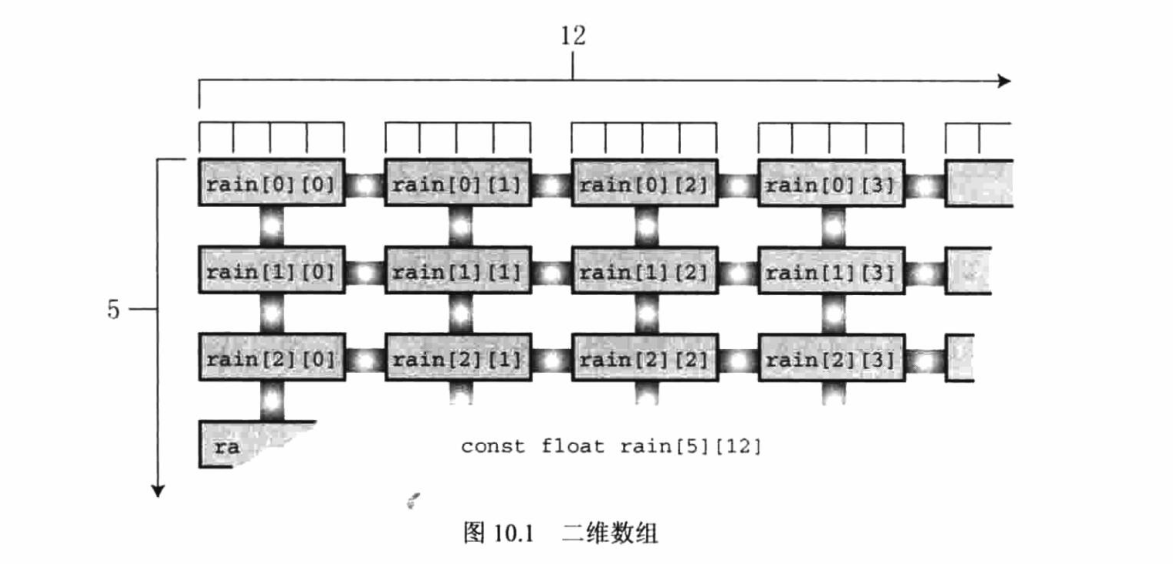 12
rain[0][0] rain[0][1] rain[0][2] rain[0][3]
rain[1][0] rain[1][1] rain[1][2] rain[1][3]
5
rain[2][0] rain[2][1] rain[2][2] rain[2][3]
ra
const float rain[5][12]
图 10.1 二维数组